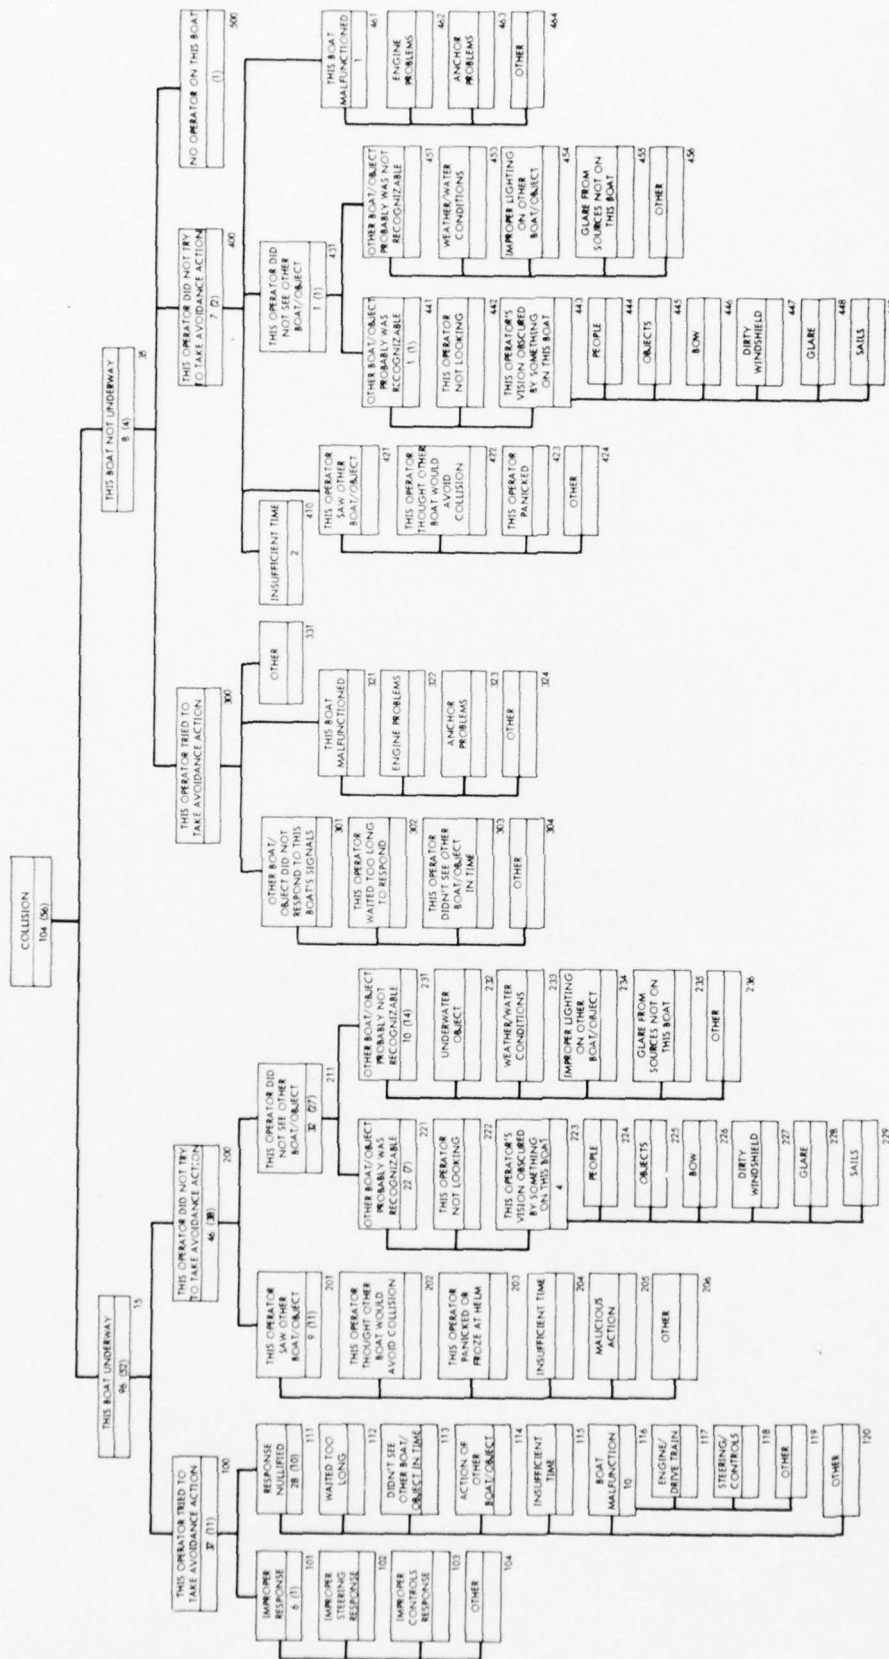 COLLISION
104 (56)
THIS BOAT UNDERWAY
96 (52)
15
THIS OPERATOR TRIED TO
TAKE AVOIDANCE ACTION
37 (11)
100
IMPROPER
RESPONSE
6 (1)
101
IMPROPER
STEERING
RESPONSE
102
IMPROPER
CONTROLS
RESPONSE
103
OTHER
104
RESPONSE
NULLIFIED
28 (10)
111
WAITED TOO
LONG
112
DIDN'T SEE
OTHER BOAT/
OBJECT IN TIME
113
ACTION OF
OTHER
BOAT/OBJECT
114
INSUFFICIENT
TIME
115
BOAT
MALFUNCTION
10
116
ENGINE/
DRIVE TRAIN
117
STEERING/
CONTROLS
118
OTHER
119
OTHER
120
THIS OPERATOR DID NOT TRY
TO TAKE AVOIDANCE ACTION
46 (38)
200
THIS OPERATOR
SAW OTHER
BOAT/OBJECT
9 (11)
201
THIS OPERATOR
THOUGHT OTHER
BOAT WOULD
AVOID COLLISION
202
THIS OPERATOR
PANICKED OR
FROZE AT HELM
203
INSUFFICIENT TIME
204
MALICIOUS
ACTION
205
OTHER
206
THIS OPERATOR DID
NOT SEE OTHER
BOAT/OBJECT
32 (27)
211
OTHER BOAT/OBJECT
PROBABLY WAS
RECOGNIZABLE
22 (7)
221
THIS OPERATOR
NOT LOOKING
222
THIS OPERATOR'S
VISION OBSCURED
BY SOMETHING
ON THIS BOAT
4
223
PEOPLE
224
OBJECTS
225
BOW
226
DIRTY
WINDSHIELD
227
GLARE
228
SAILS
229
OTHER BOAT/OBJECT
PROBABLY NOT
RECOGNIZABLE
10 (14)
231
UNDERWATER
OBJECT
232
WEATHER/WATER
CONDITIONS
233
IMPROPER LIGHTING
ON OTHER
BOAT/OBJECT
234
GLARE FROM
SOURCES NOT ON
THIS BOAT
235
OTHER
236
THIS BOAT NOT UNDERWAY
8 (4)
THIS OPERATOR TRIED TO
TAKE AVOIDANCE ACTION
300
OTHER BOAT/
OBJECT DID NOT
RESPOND TO THIS
BOAT'S SIGNALS
301
THIS OPERATOR
WAITED TOO LONG
TO RESPOND
302
THIS OPERATOR
DIDN'T SEE OTHER
BOAT/OBJECT
IN TIME
303
OTHER
304
THIS BOAT
MALFUNCTIONED
321
ENGINE PROBLEMS
322
ANCHOR
PROBLEMS
323
OTHER
324
OTHER
331
THIS OPERATOR DID NOT TRY
TO TAKE AVOIDANCE ACTION
7 (2)
400
INSUFFICIENT TIME
2
410
THIS OPERATOR
SAW OTHER
BOAT/OBJECT
421
THIS OPERATOR
THOUGHT OTHER
BOAT WOULD
AVOID
COLLISION
422
THIS OPERATOR
PANICKED
423
OTHER
424
THIS OPERATOR DID
NOT SEE OTHER
BOAT/OBJECT
1 (1)
431
OTHER BOAT/OBJECT
PROBABLY WAS
RECOGNIZABLE
1 (1)
441
THIS OPERATOR
NOT LOOKING
442
THIS OPERATOR'S
VISION OBSCURED
BY SOMETHING
ON THIS BOAT
443
PEOPLE
444
OBJECTS
445
BOW
446
DIRTY
WINDSHIELD
447
GLARE
448
SAILS
OTHER BOAT/OBJECT
PROBABLY WAS NOT
RECOGNIZABLE
451
WEATHER/WATER
CONDITIONS
453
IMPROPER LIGHTING
ON OTHER
BOAT/OBJECT
454
GLARE FROM
SOURCES NOT ON
THIS BOAT
455
OTHER
456
THIS BOAT
MALFUNCTIONED
1
461
ENGINE
PROBLEMS
462
ANCHOR
PROBLEMS
463
OTHER
464
NO OPERATOR ON THIS BOAT
(1)
500